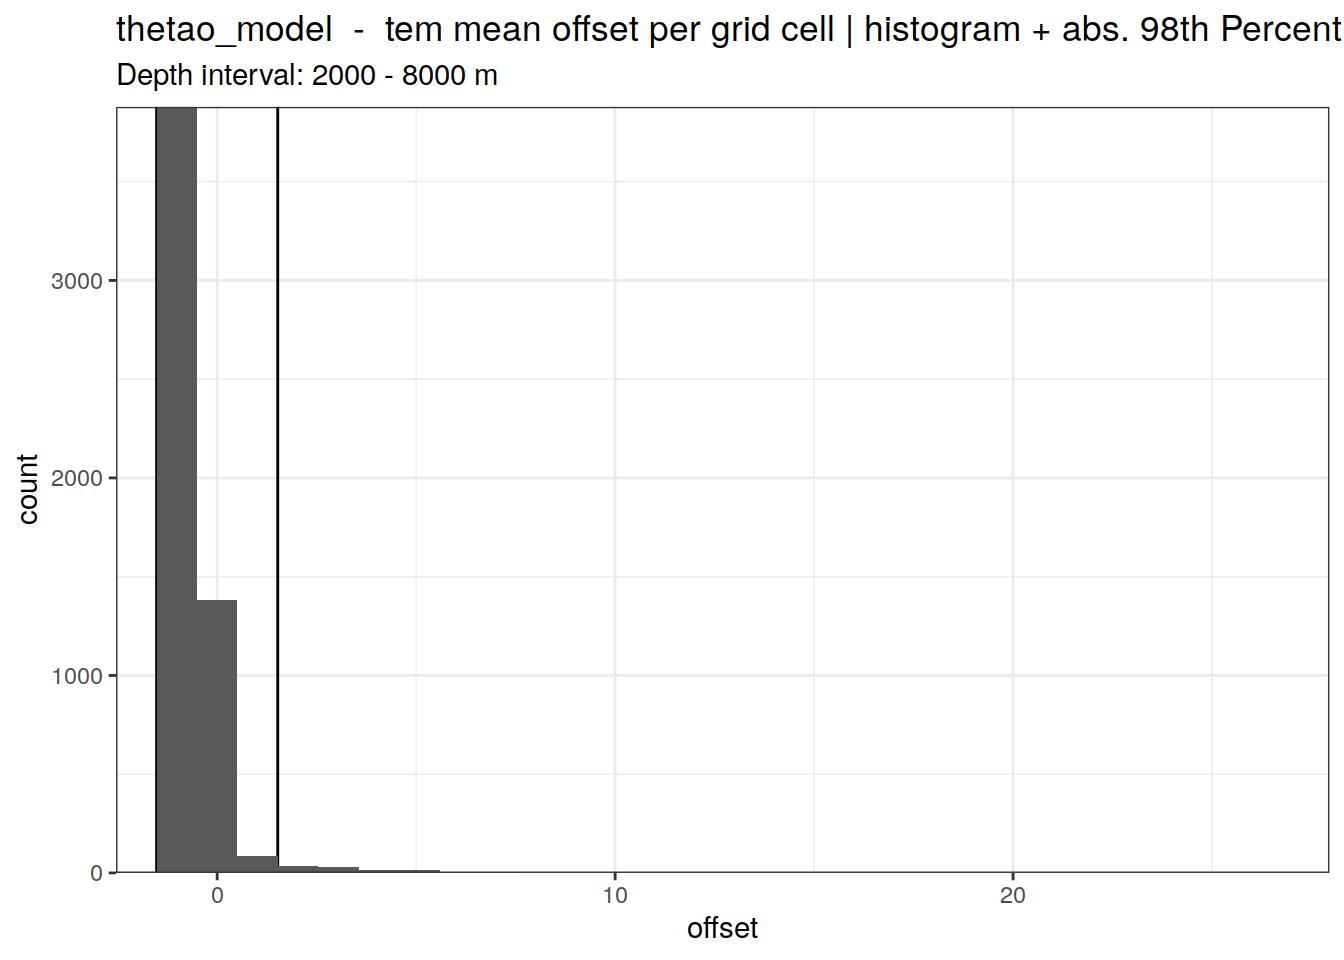 thetao_model - tem mean offset per grid cell | histogram + abs. 98th Percent
Depth interval: 2000 - 8000 m
3000
2000
1000
0
count
0 10 20
offset